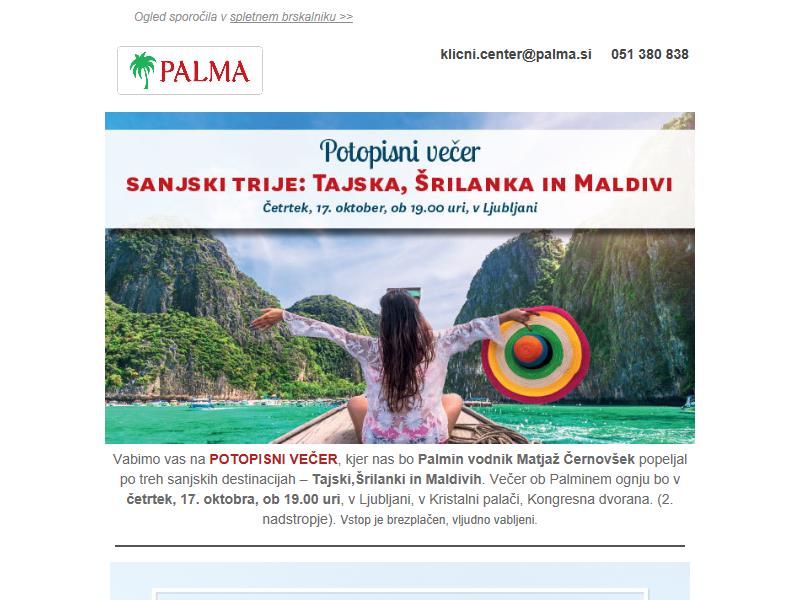 Ogled sporočila v spletnem brskalniku >>
PALMA
klicni.center@palma.si 051 380 838
Potopisni večer
SANJSKI TRIJE: TAJSKA, ŠRILANKA IN MALDIVI
Četrtek, 17. oktober, ob 19.00 uri, v Ljubljani
Vabimo vas na POTOPISNI VEČER, kjer nas bo Palmin vodnik Matjaž Černovšek popeljal
po treh sanjskih destinacijah – Tajski,Šrilanki in Maldivih. Večer ob Palminem ognju bo v
četrtek, 17. oktobra, ob 19.00 uri, v Ljubljani, v Kristalni palači, Kongresna dvorana. (2.
nadstropje). Vstop je brezplačen, vljudno vabljeni.